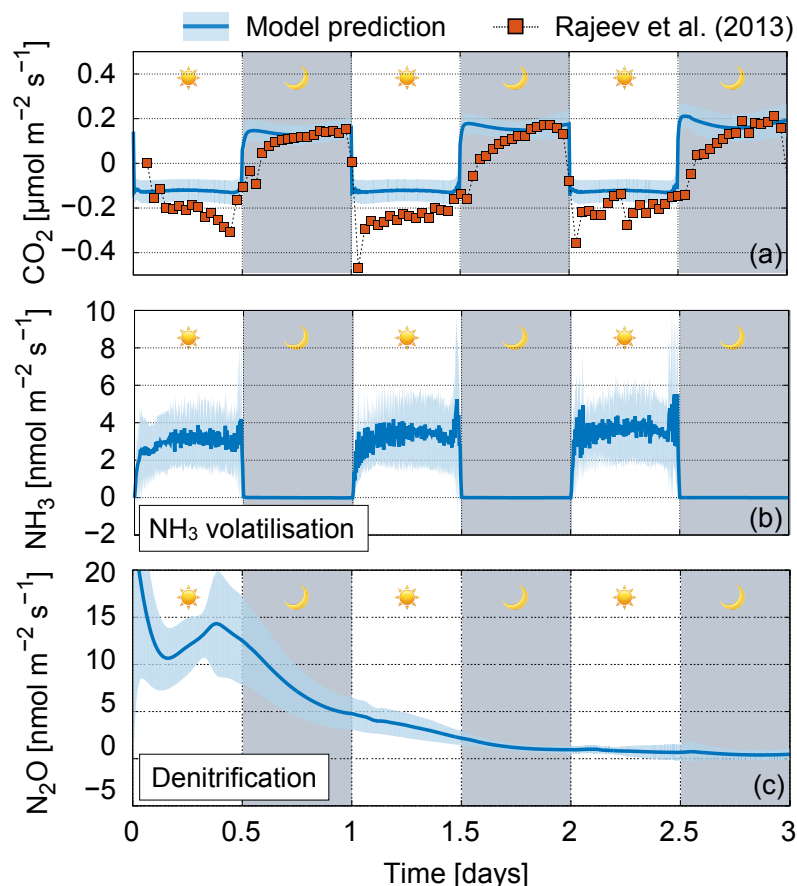 Model prediction Rajeev et al. (2013)
CO₂ [µmol m⁻² s⁻¹]
0.4
0.2
0
−0.2
−0.4
(a)
NH₃ [nmol m⁻² s⁻¹]
10
8
6
4
2
0
−2
NH₃ volatilisation
(b)
N₂O [nmol m⁻² s⁻¹]
20
15
10
5
0
−5
Denitrification
(c)
0 0.5 1 1.5 2 2.5 3
Time [days]